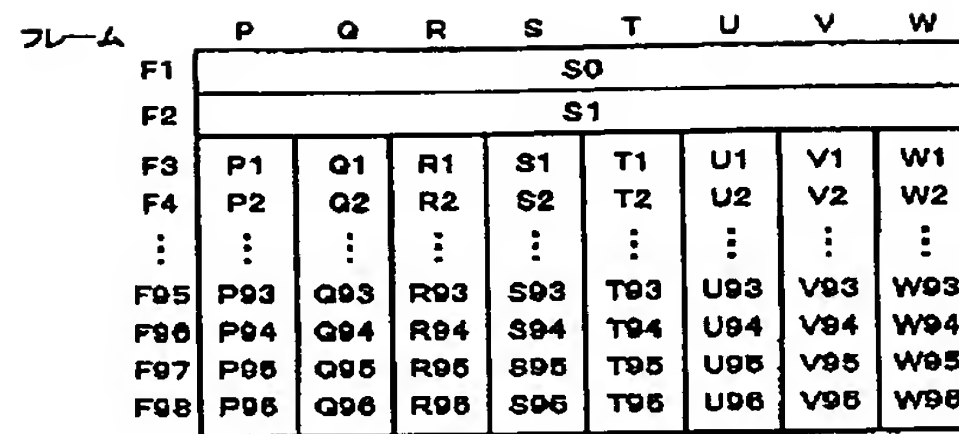 フレーム P Q R S T U V W
F1 S0
F2 S1
F3 P1 Q1 R1 S1 T1 U1 V1 W1
F4 P2 Q2 R2 S2 T2 U2 V2 W2
⋮ ⋮ ⋮ ⋮ ⋮ ⋮ ⋮ ⋮ ⋮
F95 P93 Q93 R93 S93 T93 U93 V93 W93
F96 P94 Q94 R94 S94 T94 U94 V94 W94
F97 P95 Q95 R95 S95 T95 U95 V95 W95
F98 P96 Q96 R96 S96 T96 U96 V96 W96